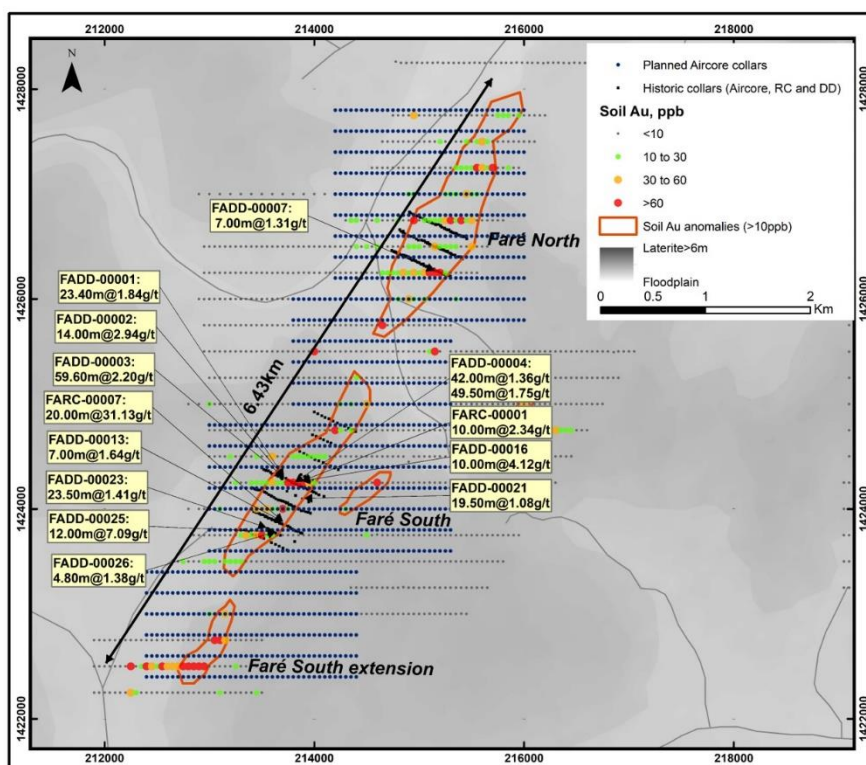 212000
214000
216000
218000
1428000
1426000
1424000
1422000
N
Planned Aircore collars
Historic collars (Aircore, RC and DD)
Soil Au, ppb
<10
10 to 30
30 to 60
>60
Soil Au anomalies (>10ppb)
Laterite>6m
Floodplain
0 0.5 1 2
Km
FADD-00007:
7.00m@1.31g/t
Faré North
6.43km
FADD-00001:
23.40m@1.84g/t
FADD-00002:
14.00m@2.94g/t
FADD-00003:
59.60m@2.20g/t
FARC-00007:
20.00m@31.13g/t
FADD-00013:
7.00m@1.64g/t
FADD-00023:
23.50m@1.41g/t
FADD-00025:
12.00m@7.09g/t
FADD-00026:
4.80m@1.38g/t
FADD-00004:
42.00m@1.36g/t
49.50m@1.75g/t
FARC-00001
10.00m@2.34g/t
FADD-00016
10.00m@4.12g/t
FADD-00021
19.50m@1.08g/t
Faré South
Faré South extension
1428000
1426000
1424000
1422000
212000
214000
216000
218000